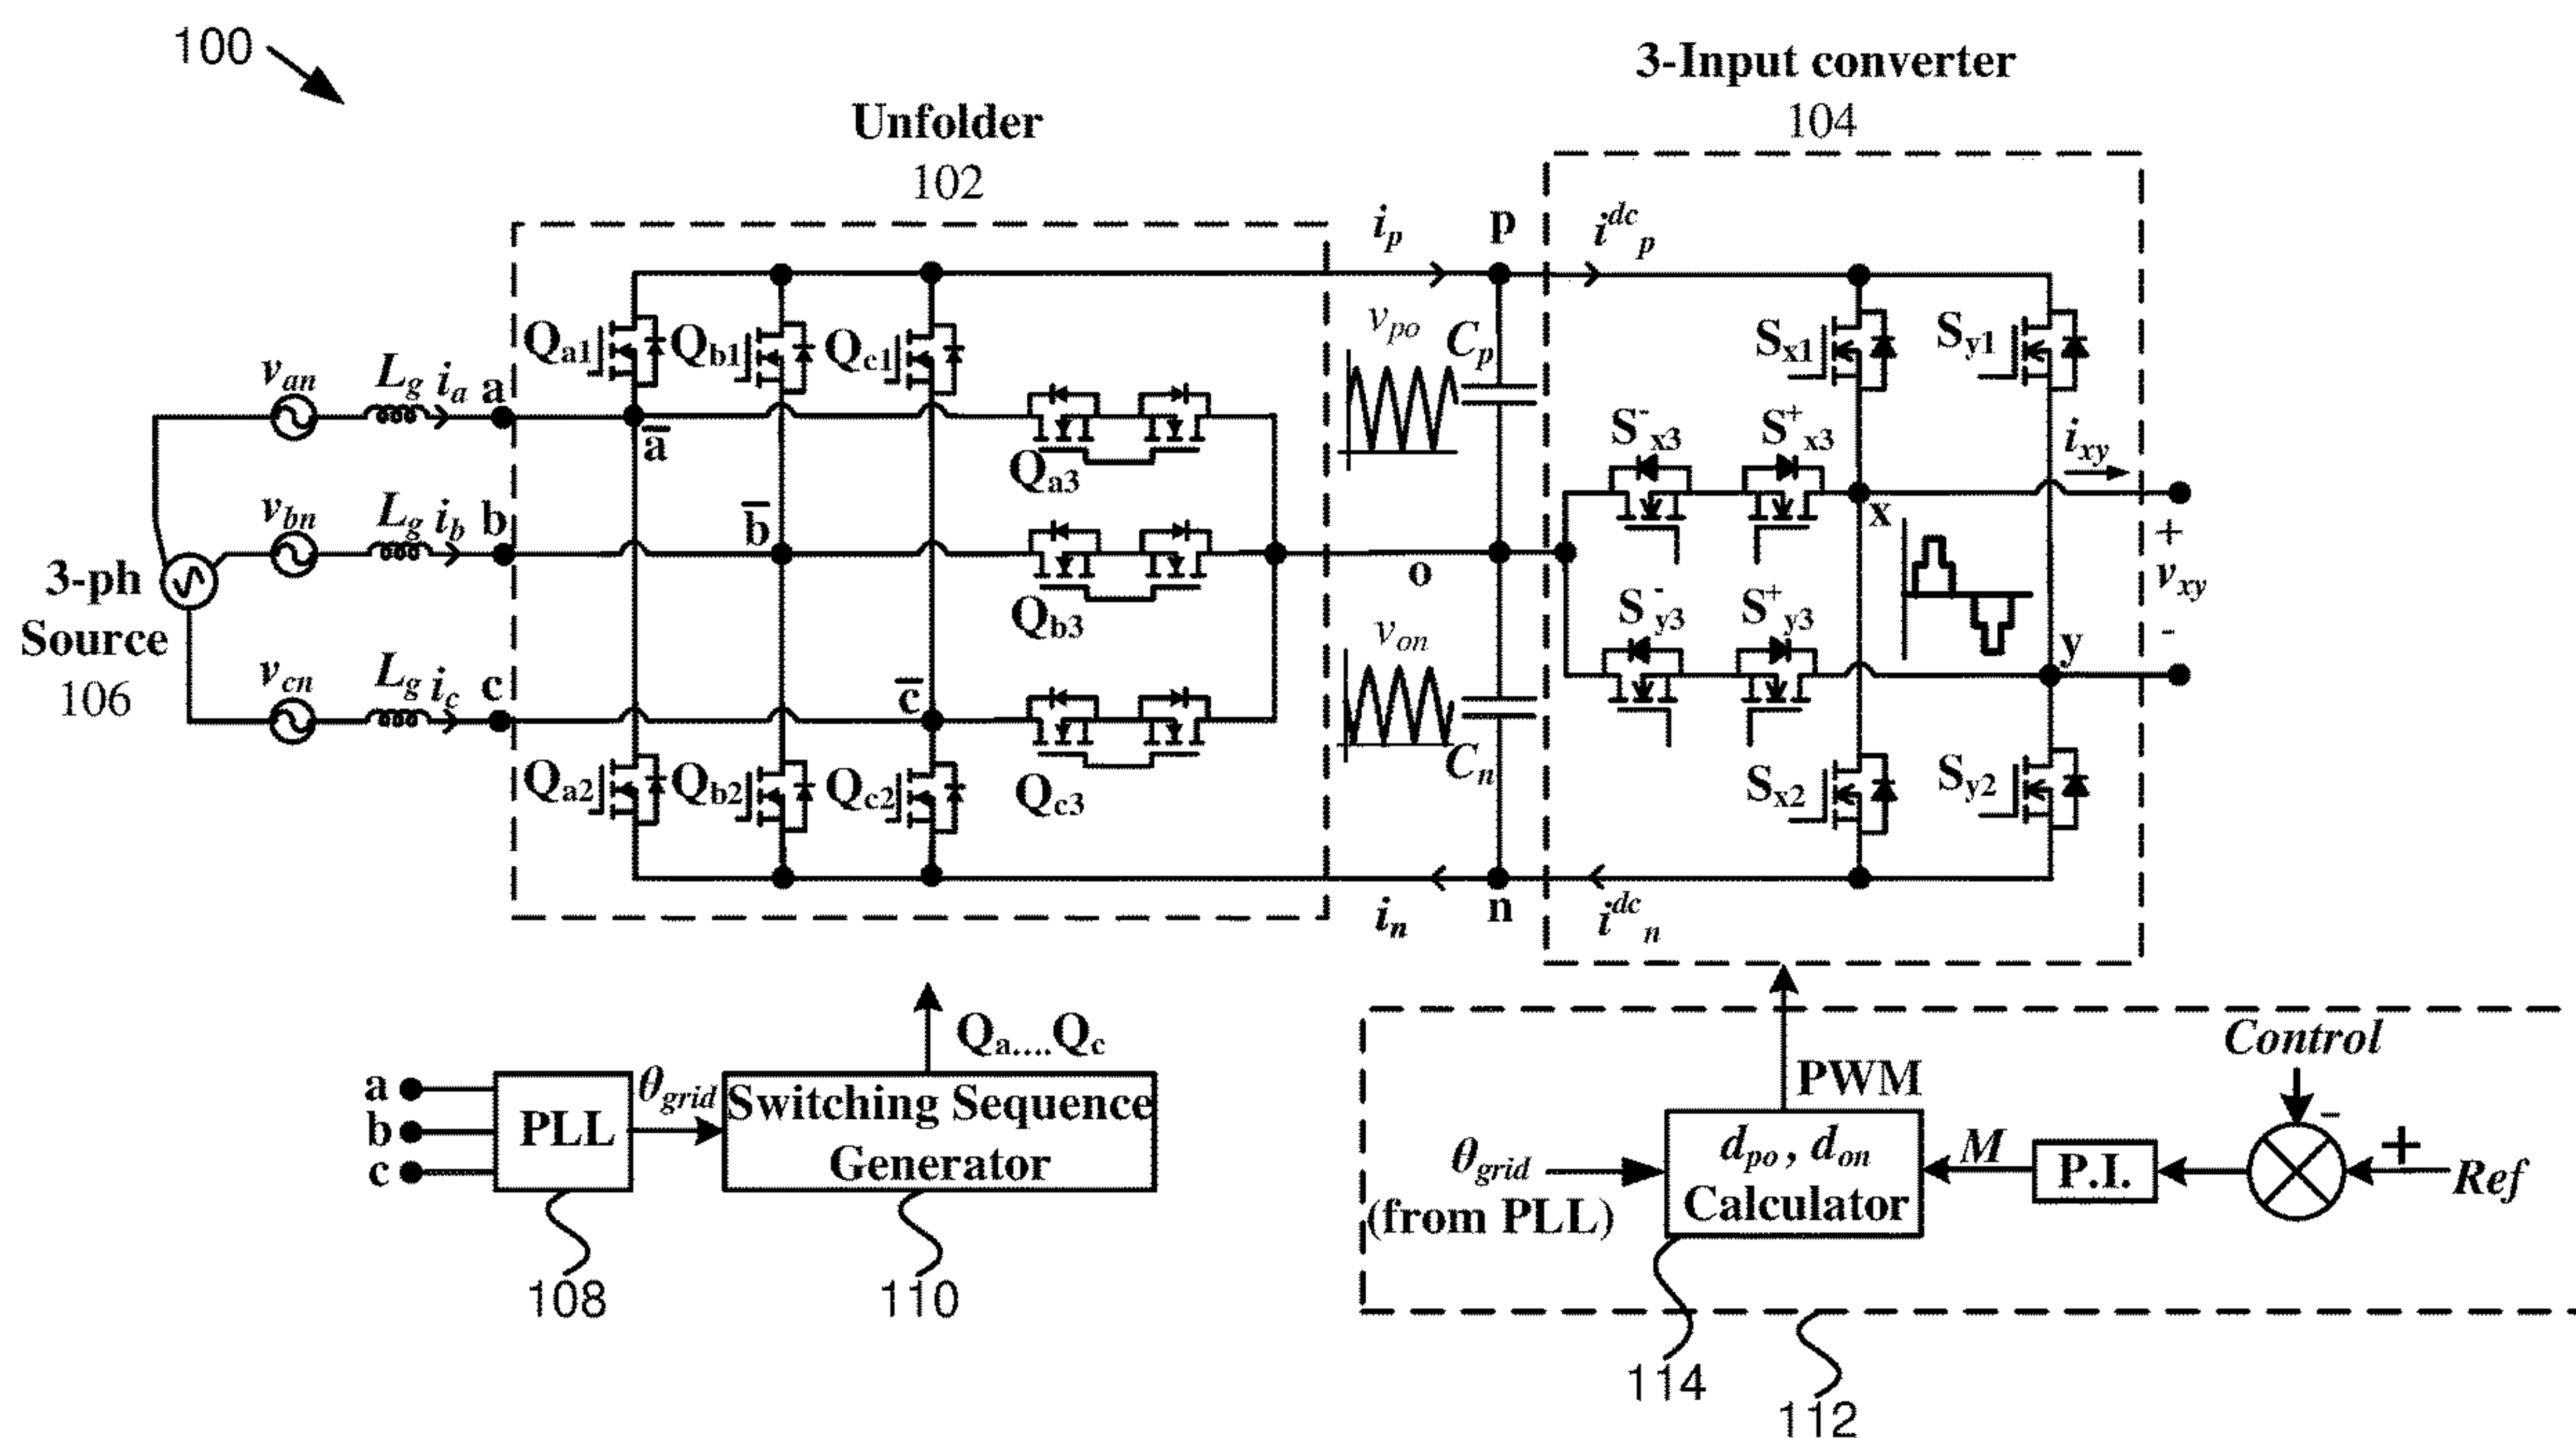 100
3-Input converter
104
Unfolder
102
i_p
p
i^dc_p
Q_a1
Q_b1
Q_c1
v_po
C_p
S_x1
S_y1
v_an
L_g
i_a
a
a̅
Q_a3
S^-_x3
S^+_x3
i_xy
x
v_bn
L_g
i_b
b
b̅
Q_b3
o
+
v_xy
-
3-ph
Source
106
S^-_y3
S^+_y3
y
v_on
v_cn
L_g
i_c
c
c̅
Q_c3
Q_a2
Q_b2
Q_c2
C_n
S_x2
S_y2
i_n
n
i^dc_n
Q_a....Q_c
a
b
c
PLL
θ_grid
Switching Sequence
Generator
108
110
Control
-
PWM
θ_grid
(from PLL)
d_po, d_on
Calculator
M
P.I.
+
Ref
114
112